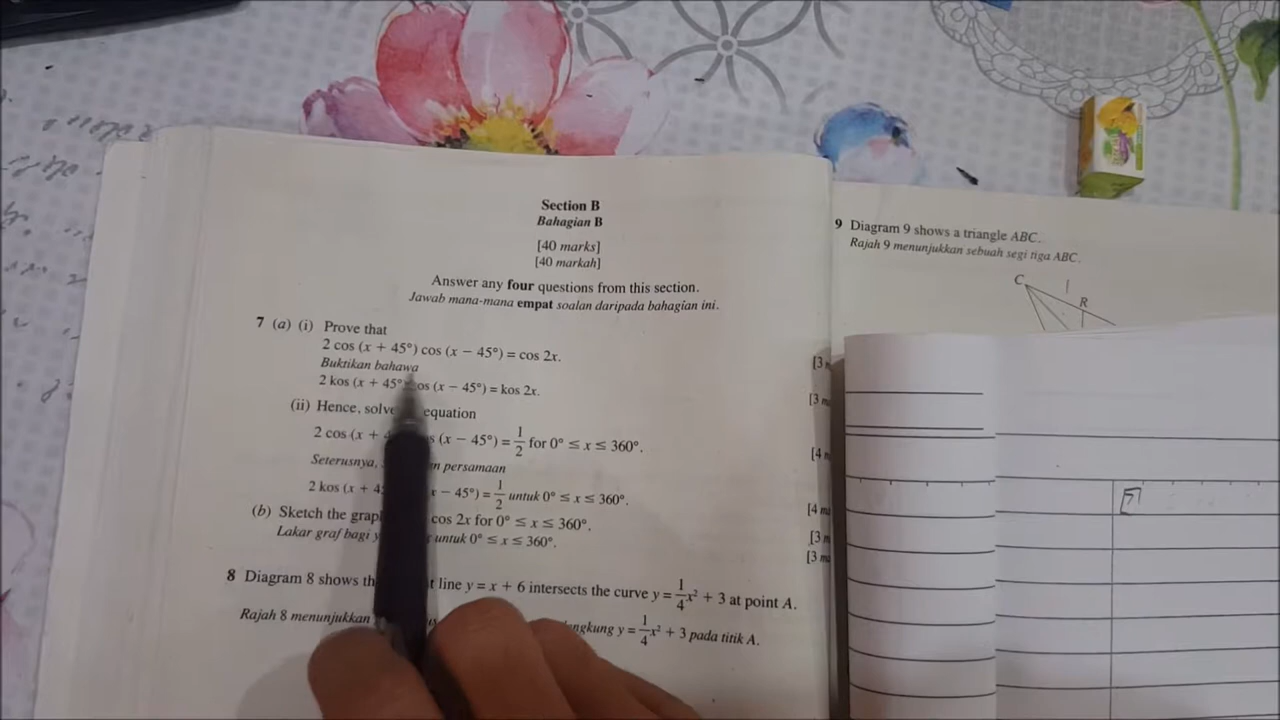 Section B
Bahagian B
[40 marks]
[40 markah]
Answer any four questions from this section.
Jawab mana-mana empat soalan daripada bahagian ini.
7 (a) (i) Prove that
2 cos (x + 45°) cos (x − 45°) = cos 2x.
Buktikan bahawa
2 kos (x + 45° kos (x − 45°) = kos 2x.
[3
[3
(ii) Hence, solve equation
2 cos (x + (x − 45°) = 1/2 for 0° ≤ x ≤ 360°.
Seterusnya, persamaan
2 kos (x + x − 45°) = 1/2 untuk 0° ≤ x ≤ 360°.
[4
[4
(b) Sketch the cos 2x for 0° ≤ x ≤ 360°.
Lakar graf bagi untuk 0° ≤ x ≤ 360°.
[3
[3
8 Diagram 8 shows line y = x + 6 intersects the curve y = 1/4x² + 3 at point A.
Rajah 8 menunjukkan y = 1/4x² + 3 pada titik A.
9 Diagram 9 shows a triangle ABC.
Rajah 9 menunjukkan sebuah segi tiga ABC.
C
R
7